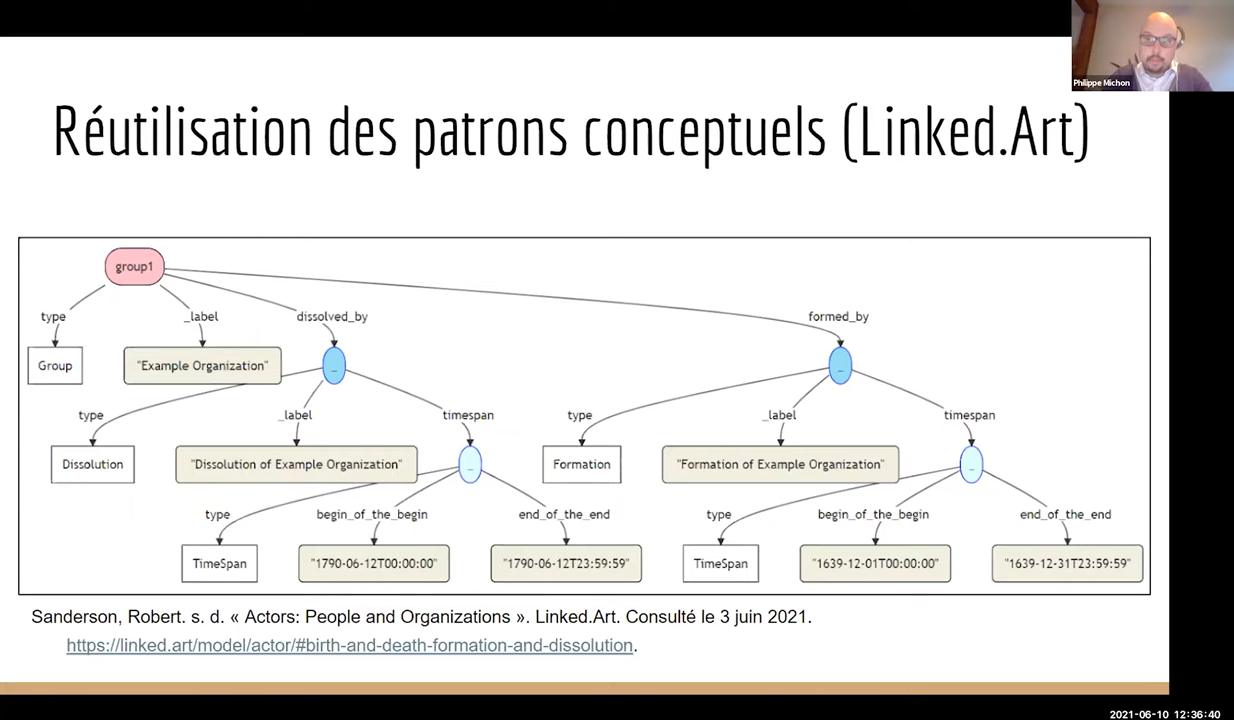 Philippe Michon
Réutilisation des patrons conceptuels (Linked.Art)
group1
type _label dissolved_by formed_by
Group "Example Organization" _ _
type _label timespan type _label timespan
Dissolution "Dissolution of Example Organization" _ Formation "Formation of Example Organization" _
type begin_of_the_begin end_of_the_end type begin_of_the_begin end_of_the_end
TimeSpan "1790-06-12T00:00:00" "1790-06-12T23:59:59" TimeSpan "1639-12-01T00:00:00" "1639-12-31T23:59:59"
Sanderson, Robert. s. d. « Actors: People and Organizations ». Linked.Art. Consulté le 3 juin 2021.
https://linked.art/model/actor/#birth-and-death-formation-and-dissolution.
2021-06-10 12:36:40